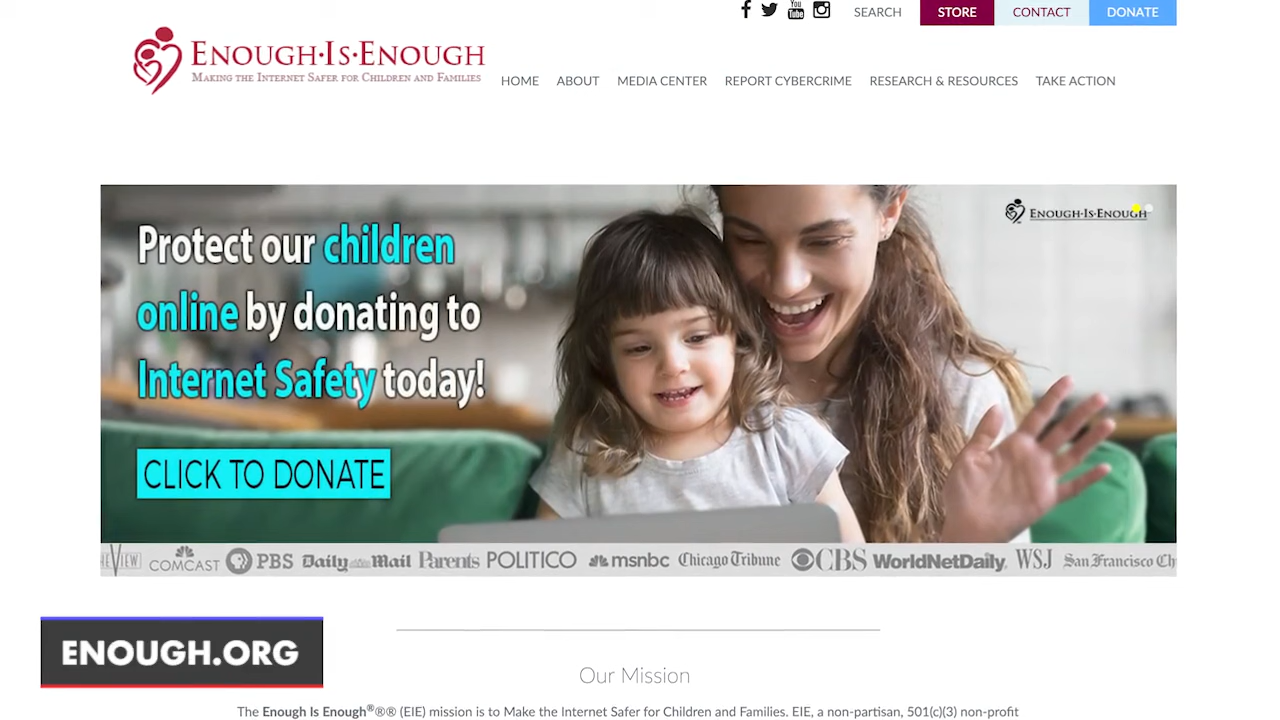 You Tube
SEARCH
STORE
CONTACT
DONATE
ENOUGH·IS·ENOUGH
MAKING THE INTERNET SAFER FOR CHILDREN AND FAMILIES
HOME
ABOUT
MEDIA CENTER
REPORT CYBERCRIME
RESEARCH & RESOURCES
TAKE ACTION
Protect our children
online by donating to
Internet Safety today!
CLICK TO DONATE
ENOUGH·IS·ENOUGH
COMCAST PBS Daily Mail Parents POLITICO msnbc Chicago Tribune CBS WorldNetDaily. WSJ San Francisco
ENOUGH.ORG
Our Mission
The Enough Is Enough®®® (EIE) mission is to Make the Internet Safer for Children and Families. EIE, a non-partisan, 501(c)(3) non-profit